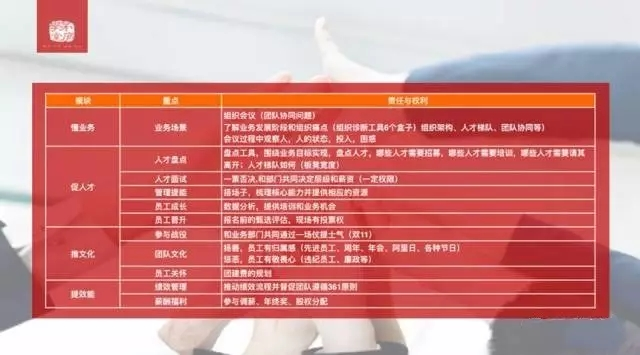 模块 重点 责任与权利
懂业务 业务场景 组织会议（团队协同问题）
了解业务发展阶段和组织痛点（组织诊断工具6个盒子）组织架构、人才梯队、团队协同等）
会议过程中观察人，人的状态，投入，困惑
促人才 人才盘点 盘点工具，围绕业务目标实现，盘点人才，哪些人才需要招募，哪些人才需要培训，哪些人才需要请其
离开：人才梯队如何（板凳宽度）
人才面试 一票否决,和部门共同决定层级和薪资（一定权限）
管理提能 搭场子，梳理核心能力并提供相应的资源
员工成长 数据分析，提供培训和业务机会
员工晋升 报名前的甄选评估、现场有投票权
推文化 参与战役 和业务部门共同通过一场仗提士气（双11）
团队文化 扬善，员工有归属感（先进员工、周年、年会、阿里日、各种节日）
惩恶，员工有敬畏心（违纪员工、廉政等）
员工关怀 团建费的规划
提效能 绩效管理 推动绩效流程并督促团队遵循361原则
薪酬福利 参与调薪、年终奖、股权分配